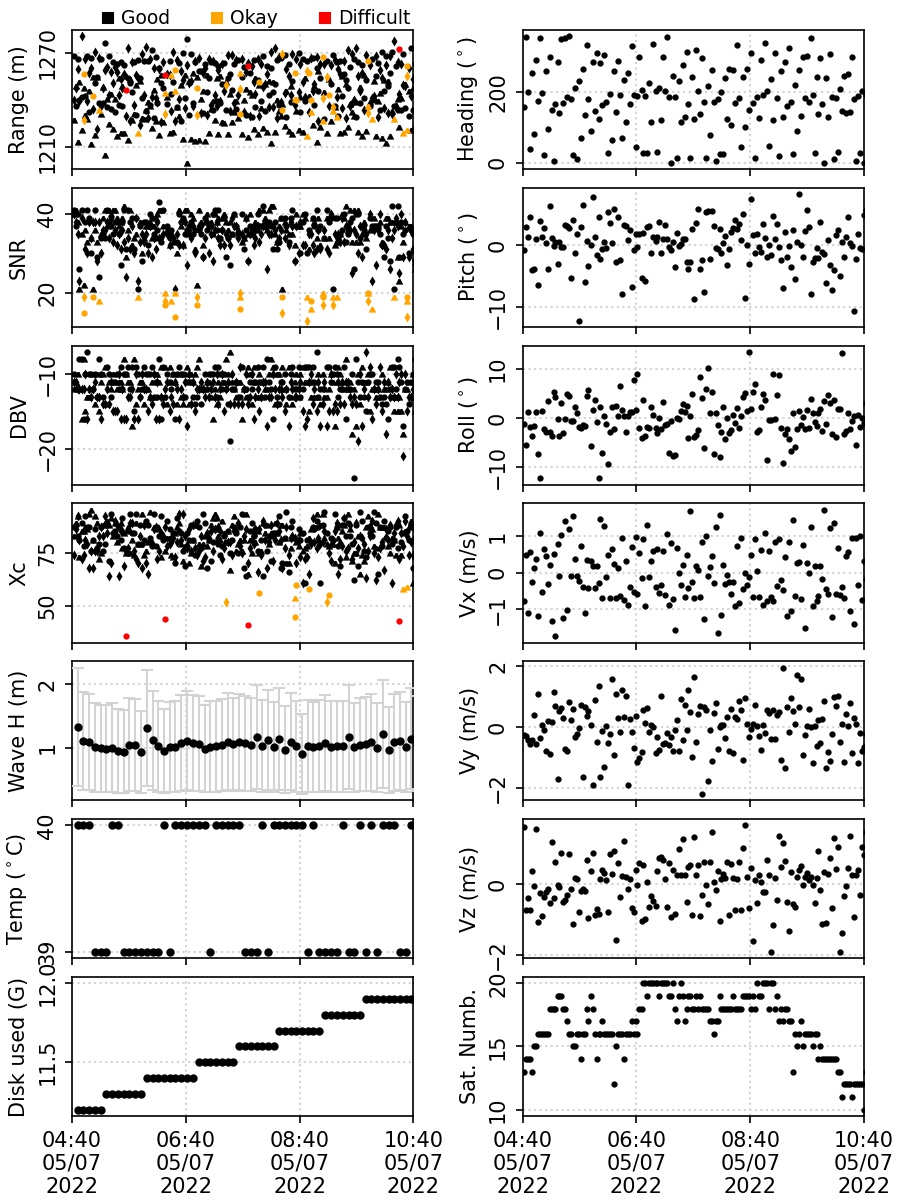 Good Okay Difficult
Range (m)
1270
1210
SNR
40
20
DBV
−10
−20
Xc
75
50
Wave H (m)
2
1
Temp (°C)
40
39
Disk used (G)
12.0
11.5
04:40 06:40 08:40 10:40
05/07 05/07 05/07 05/07
2022 2022 2022 2022
Heading (°)
200
0
Pitch (°)
0
−10
Roll (°)
10
0
−10
Vx (m/s)
1
0
−1
Vy (m/s)
2
0
−2
Vz (m/s)
0
−2
Sat. Numb.
20
15
10
04:40 06:40 08:40 10:40
05/07 05/07 05/07 05/07
2022 2022 2022 2022